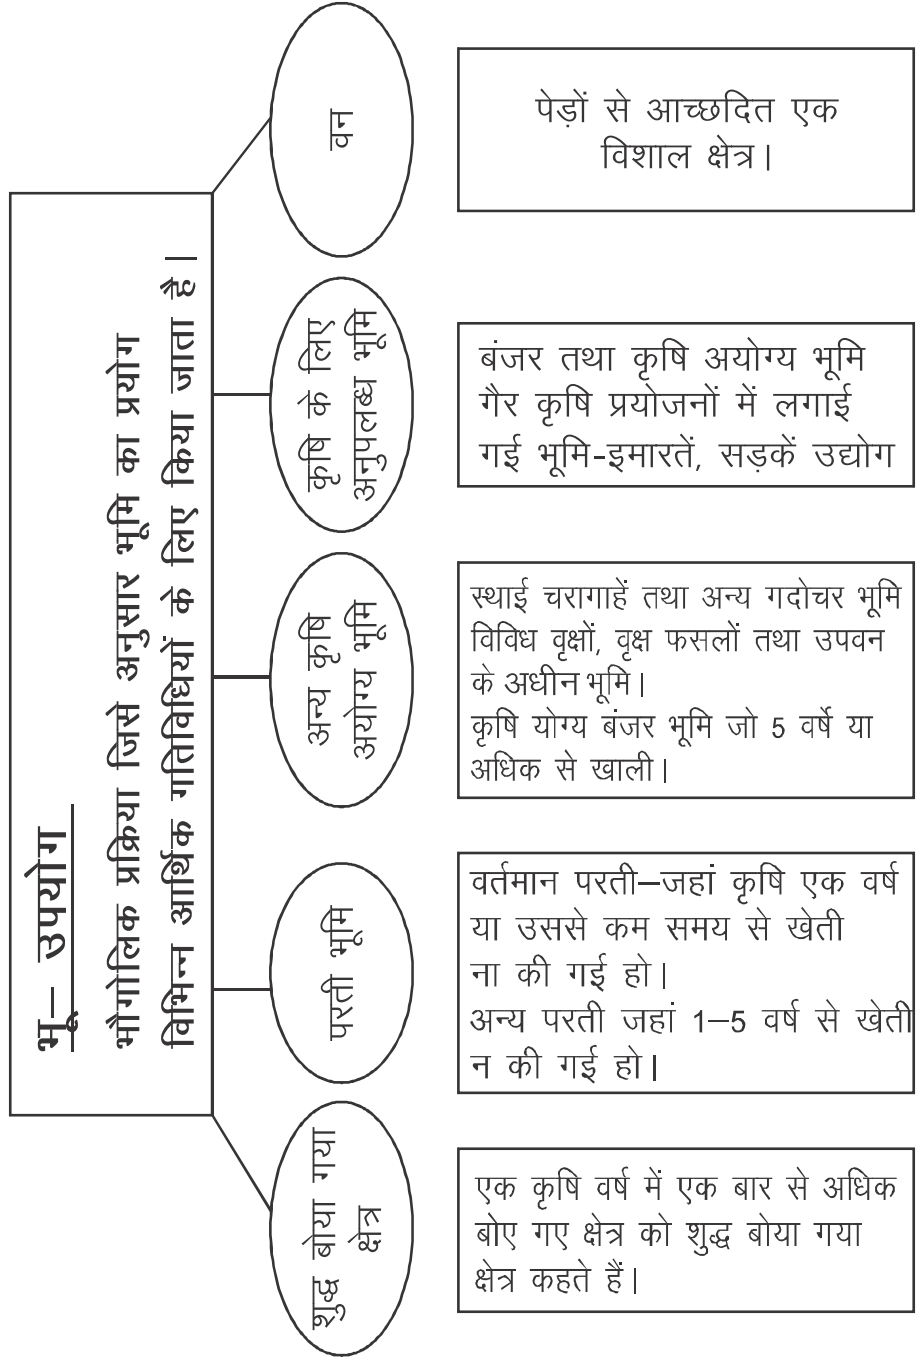 भू– उपयोग
भौगोलिक प्रक्रिया जिसे अनुसार भूमि का प्रयोग
विभिन्न आर्थिक गतिविधियों के लिए किया जाता है।
वन
पेड़ों से आच्छदित एक
विशाल क्षेत्र।
कृषि के लिए
अनुपलब्ध भूमि
बंजर तथा कृषि अयोग्य भूमि
गैर कृषि प्रयोजनों में लगाई
गई भूमि-इमारतें, सड़कें उद्योग
अन्य कृषि
अयोग्य भूमि
स्थाई चरागाहें तथा अन्य गदोचर भूमि
विविध वृक्षों, वृक्ष फसलों तथा उपवन
के अधीन भूमि।
कृषि योग्य बंजर भूमि जो 5 वर्षे या
अधिक से खाली।
परती भूमि
वर्तमान परती–जहां कृषि एक वर्ष
या उससे कम समय से खेती
ना की गई हो।
अन्य परती जहां 1–5 वर्ष से खेती
न की गई हो।
शुद्ध बोया गया
क्षेत्र
एक कृषि वर्ष में एक बार से अधिक
बोए गए क्षेत्र को शुद्ध बोया गया
क्षेत्र कहते हैं।